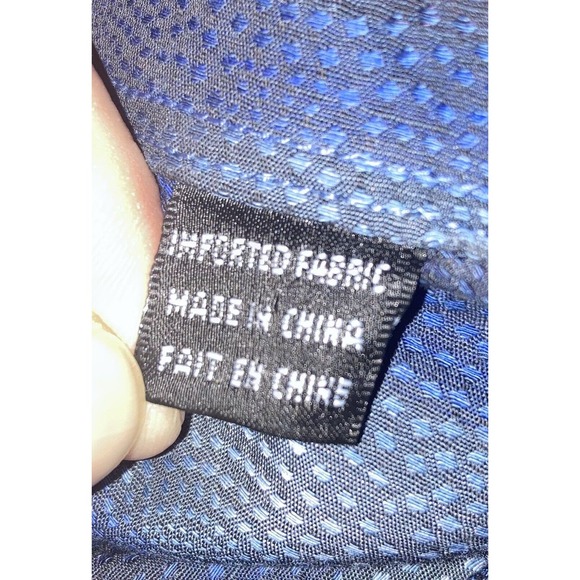 IMPORTED FABRIC
MADE IN CHINA
FAIT EN CHINE